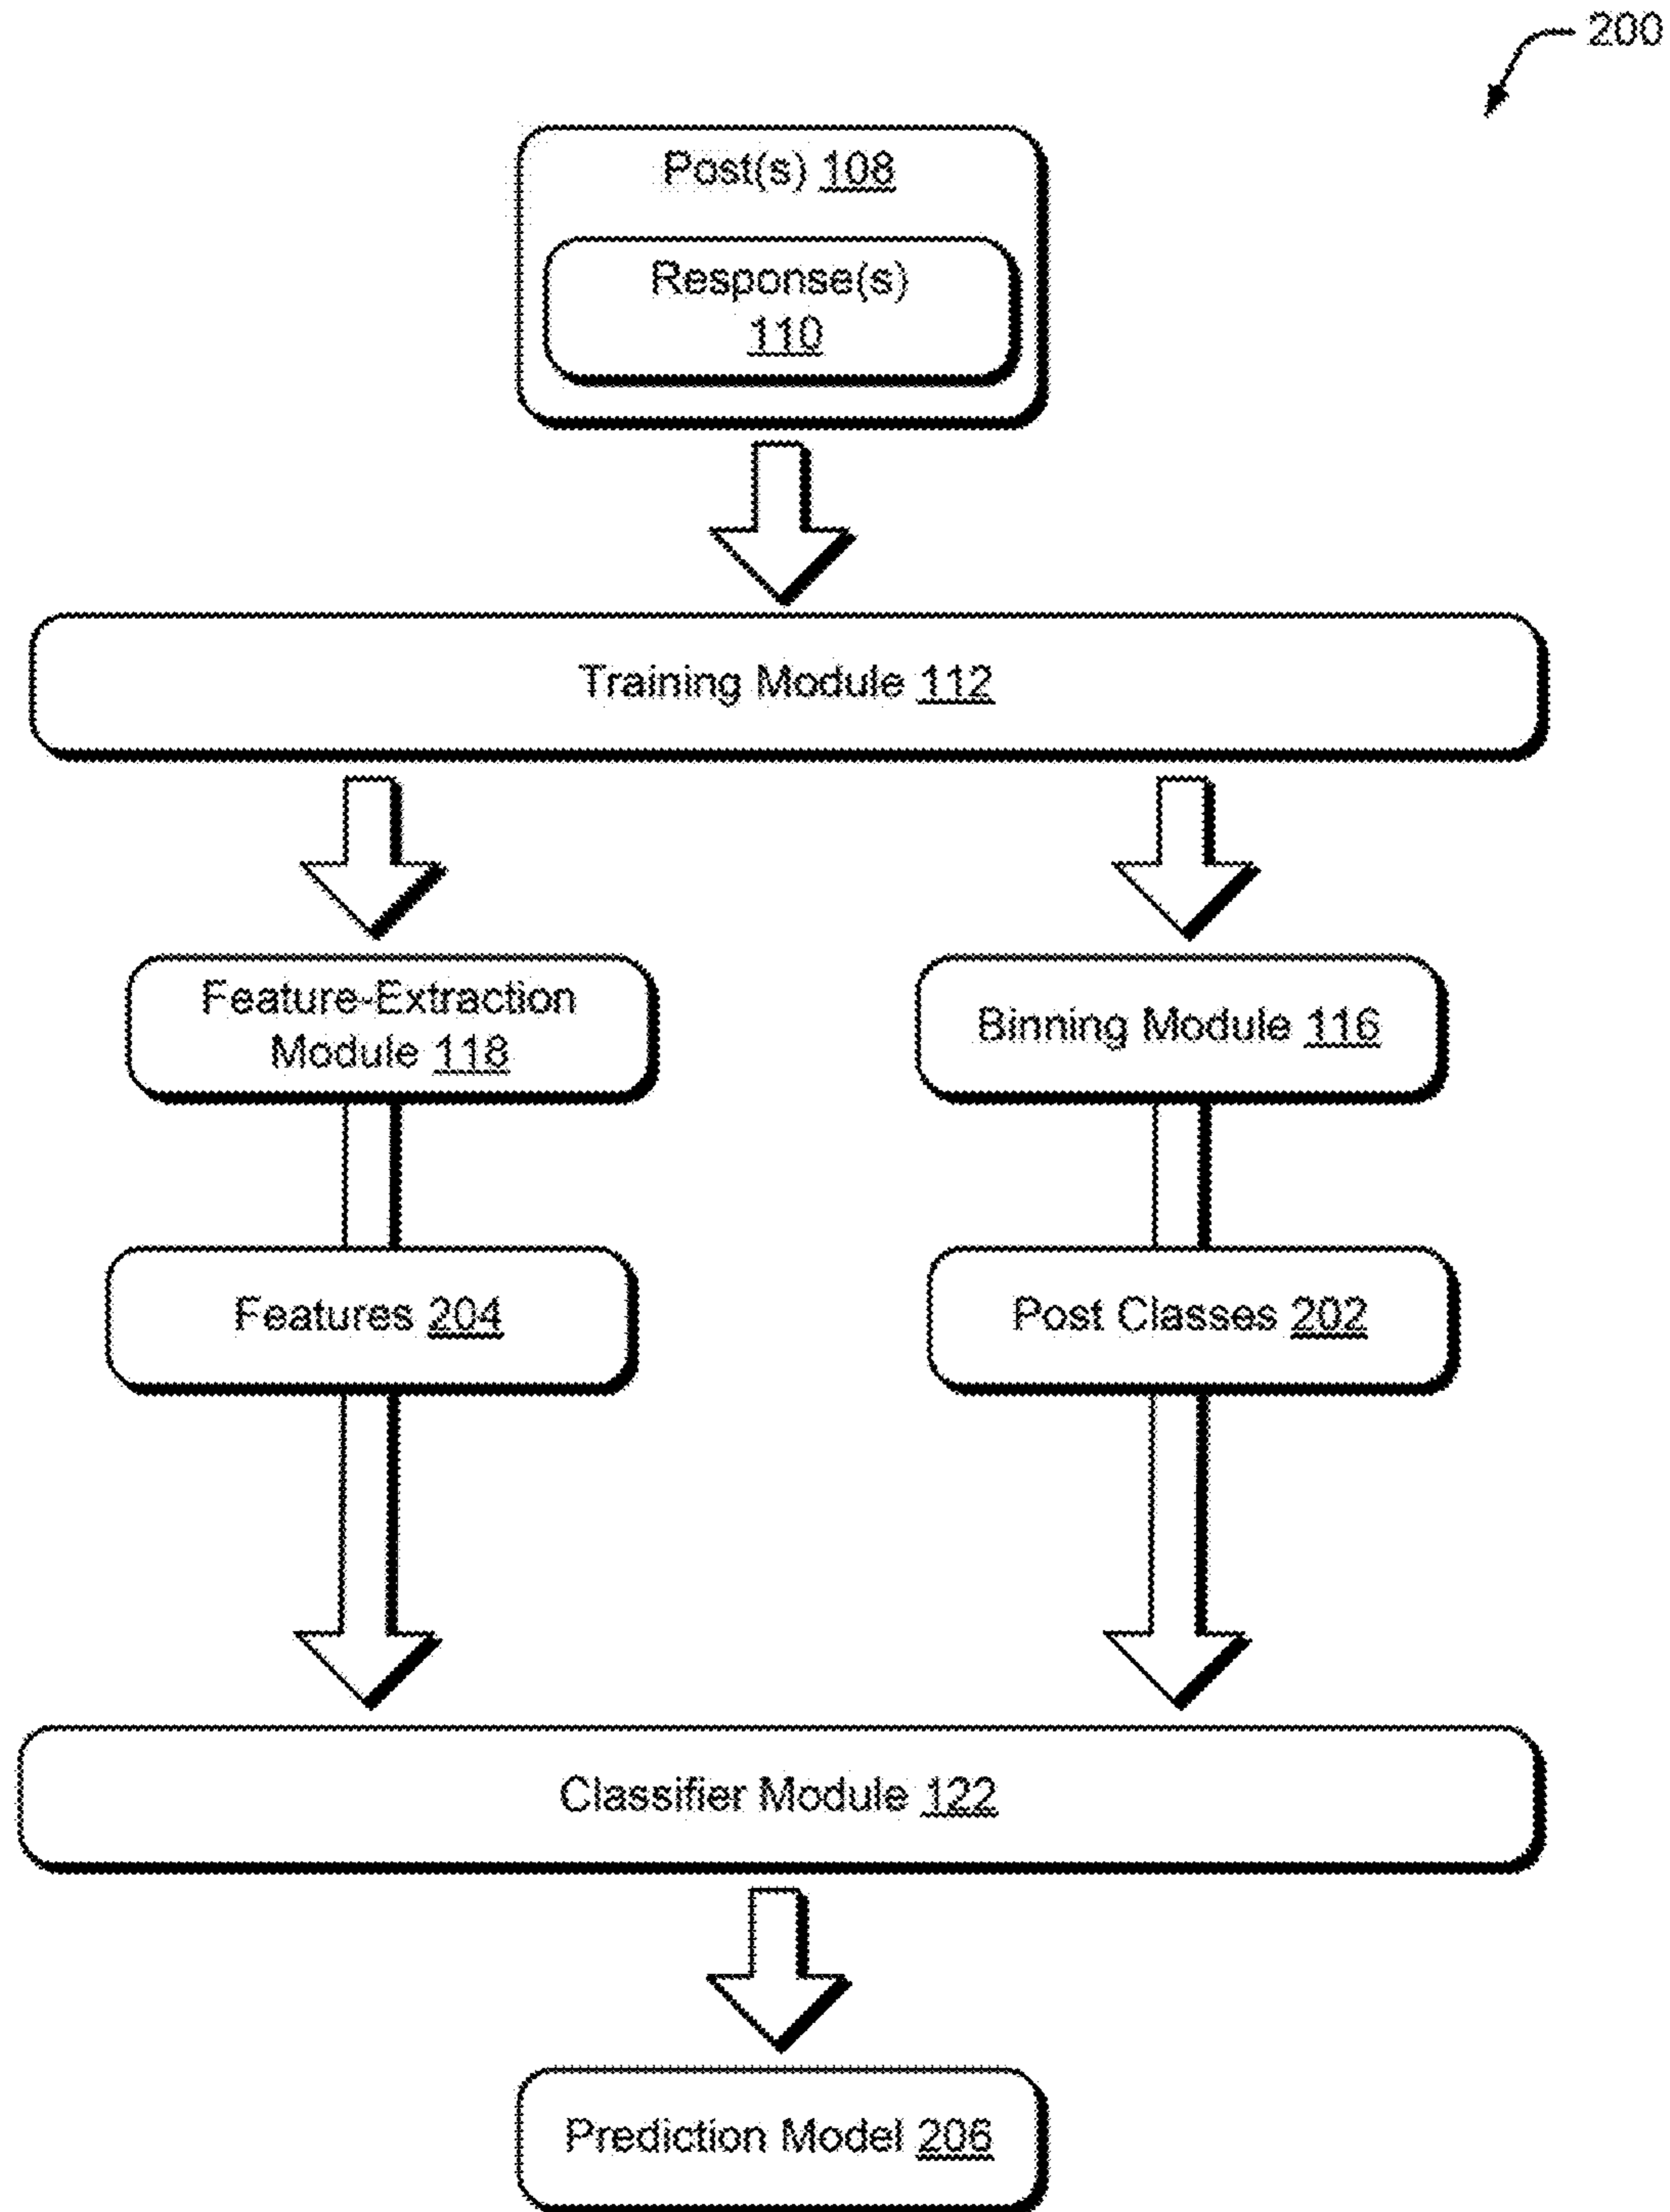 200
Post(s) 108
Response(s)
110
Training Module 112
Feature-Extraction
Module 118
Binning Module 116
Features 204
Post Classes 202
Classifier Module 122
Prediction Model 206